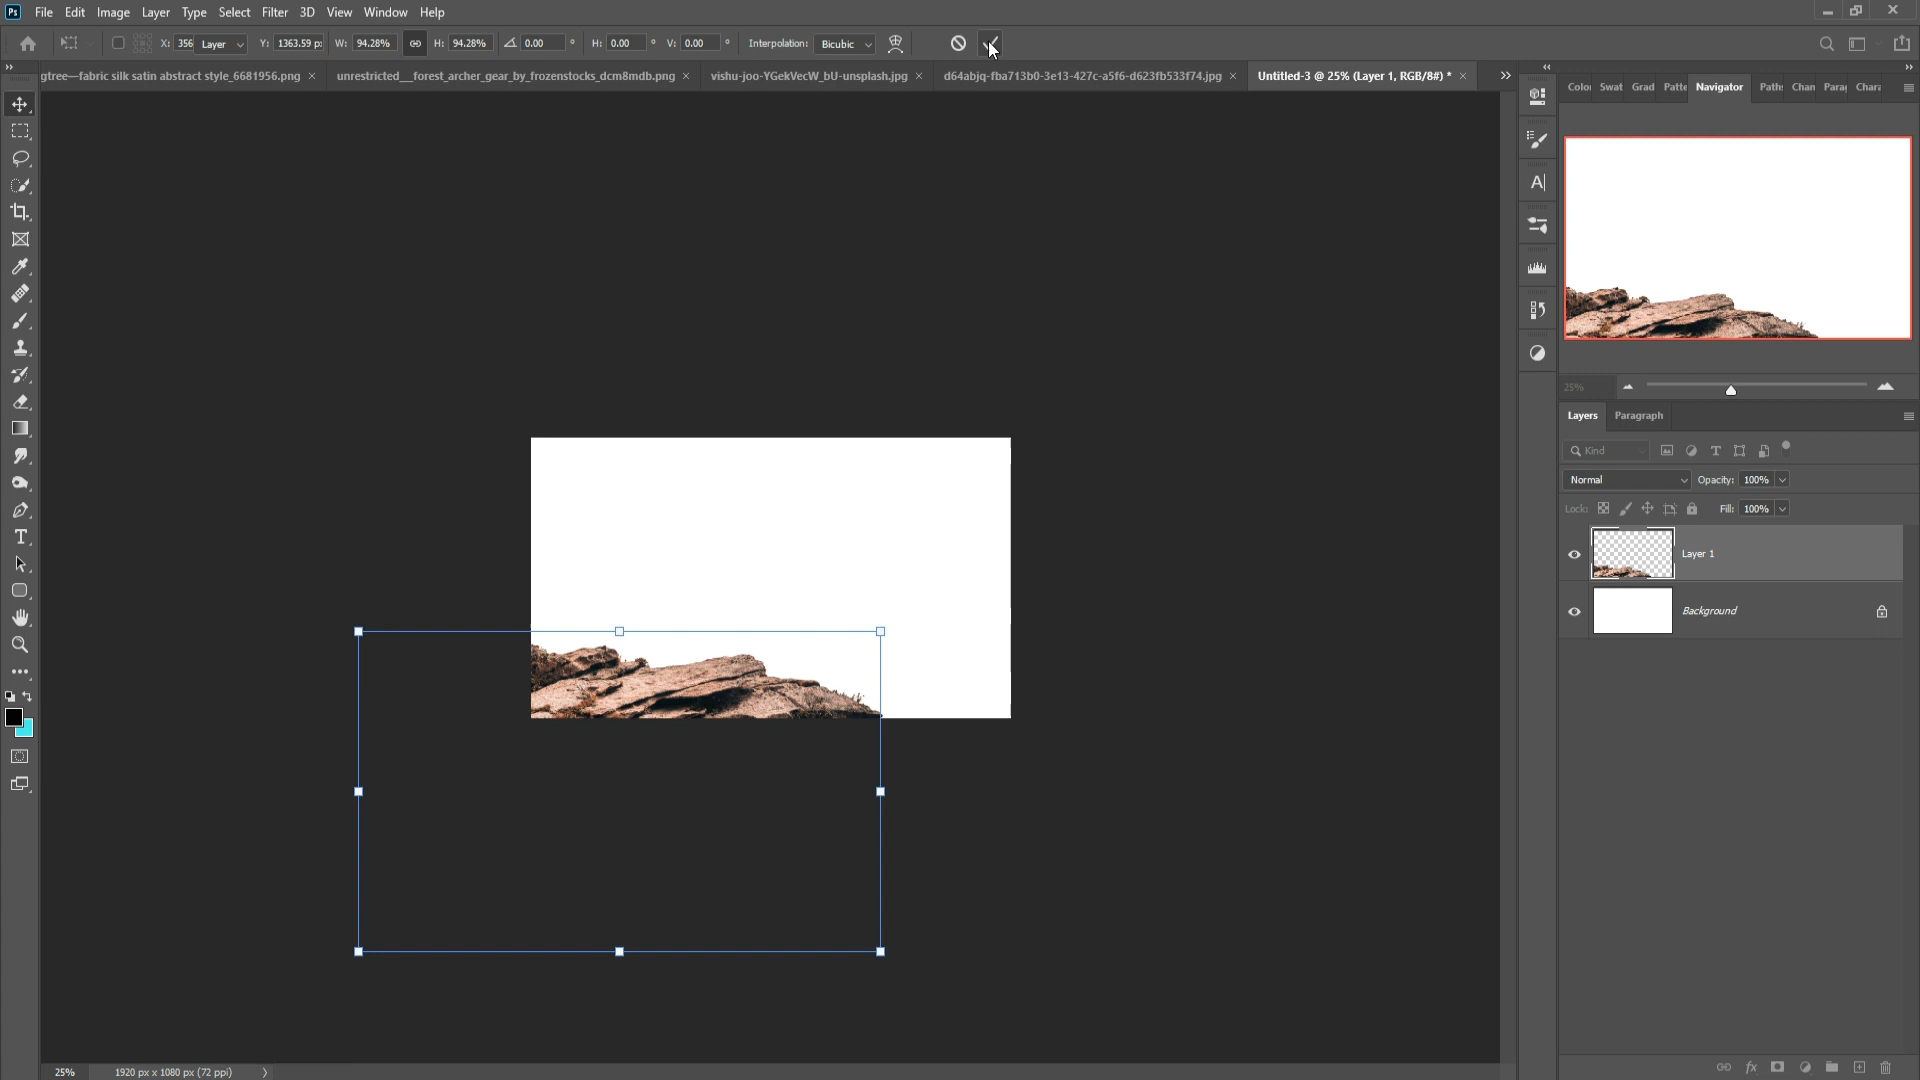 Ps File Edit Image Layer Type Select Filter 3D View Window Help
X: 356 Layer Y: 1363.59 p: W: 94.28% H: 94.28% 0.00 ° H: 0.00 ° V: 0.00 ° Interpolation: Bicubic
gtree—fabric silk satin abstract style_6681956.png × unrestricted__forest_archer_gear_by_frozenstocks_dcm8mdb.png × vishu-joo-YGekVecW_bU-unsplash.jpg × d64abjq-fba713b0-3e13-427c-a5f6-d623fb533f74.jpg × Untitled-3 @ 25% (Layer 1, RGB/8#) * ×
Colo Swat Grad Patte Navigator Paths Chan Parag Chara
25%
Layers Paragraph
Kind
Normal Opacity: 100%
Lock: Fill: 100%
Layer 1
Background
25% 1920 px x 1080 px (72 ppi)